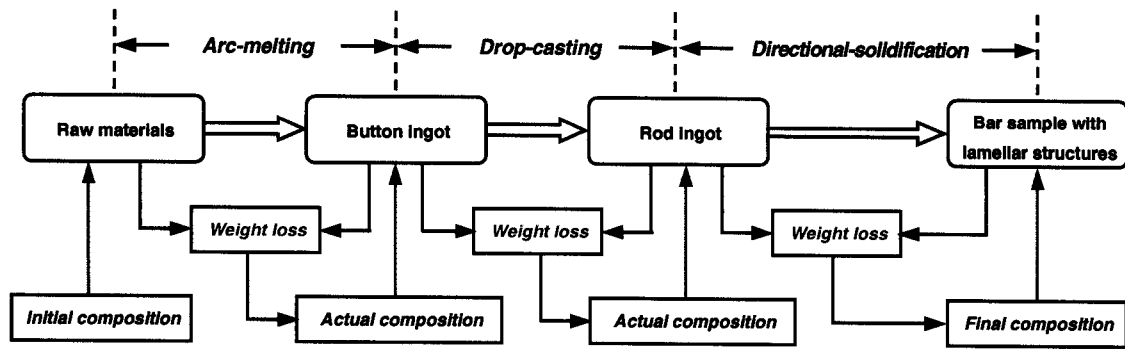 Arc-melting
Drop-casting
Directional-solidification
Raw materials
Button ingot
Rod ingot
Bar sample with
lamellar structures
Weight loss
Weight loss
Weight loss
Initial composition
Actual composition
Actual composition
Final composition